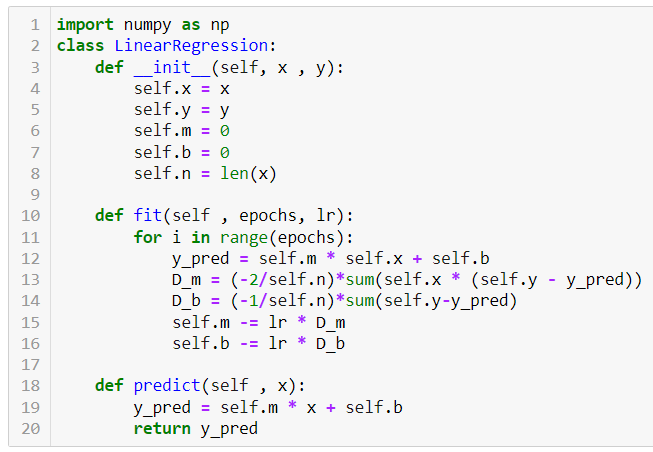 1 import numpy as np
2 class LinearRegression:
3     def __init__(self, x , y):
4         self.x = x
5         self.y = y
6         self.m = 0
7         self.b = 0
8         self.n = len(x)
9
10     def fit(self , epochs, lr):
11         for i in range(epochs):
12             y_pred = self.m * self.x + self.b
13             D_m = (-2/self.n)*sum(self.x * (self.y - y_pred))
14             D_b = (-1/self.n)*sum(self.y-y_pred)
15             self.m -= lr * D_m
16             self.b -= lr * D_b
17
18     def predict(self , x):
19         y_pred = self.m * x + self.b
20         return y_pred